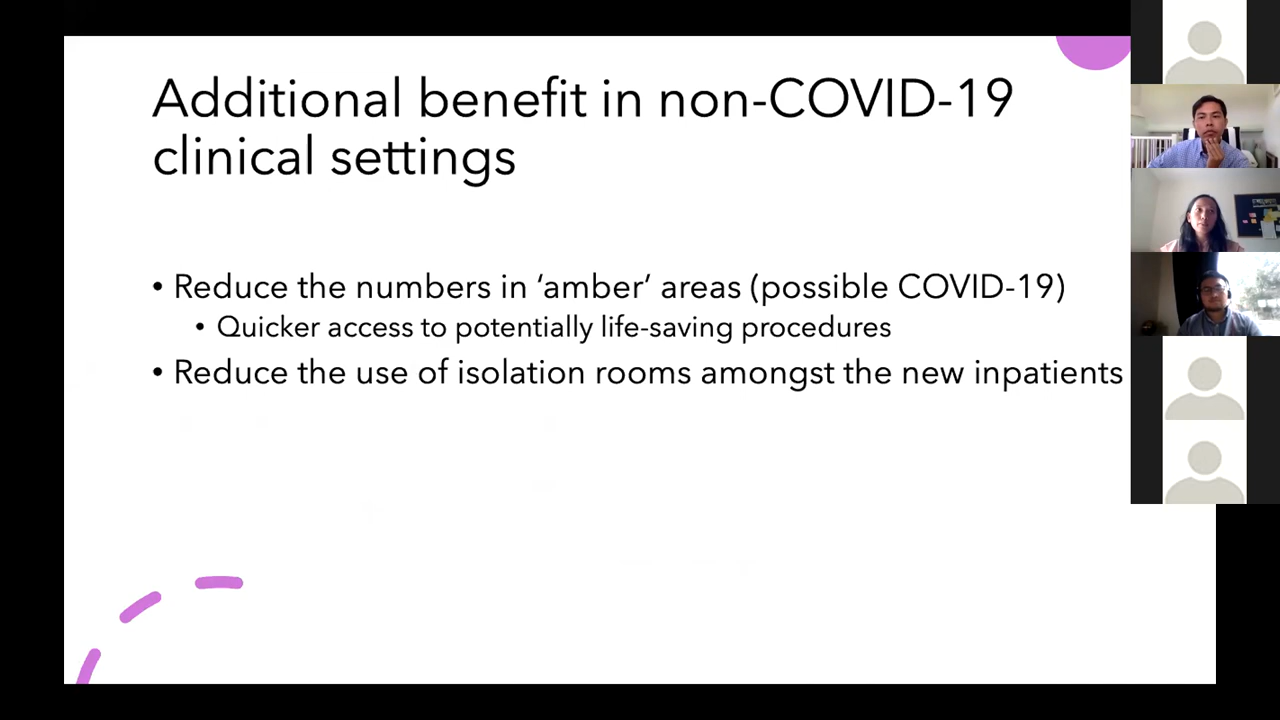 Additional benefit in non-COVID-19
clinical settings
• Reduce the numbers in ‘amber’ areas (possible COVID-19)
• Quicker access to potentially life-saving procedures
• Reduce the use of isolation rooms amongst the new inpatients